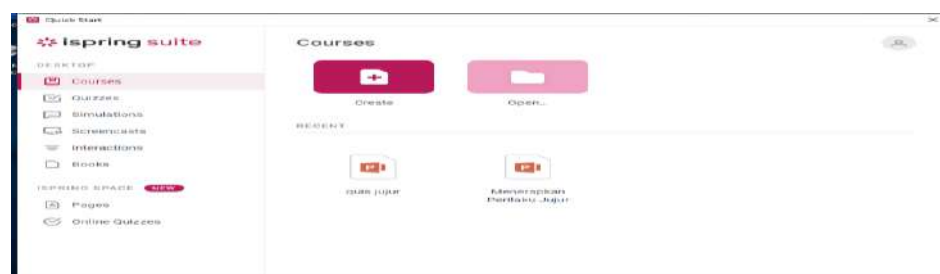 Quick Start
ispring suite
DESKTOP
Courses
Quizzes
Simulations
Screencasts
Interactions
Books
ISPRING SPACE NEW
Pages
Online Quizzes
Courses
Create
Open...
RECENT
quis jujur
Menerapkan
Perilaku Jujur